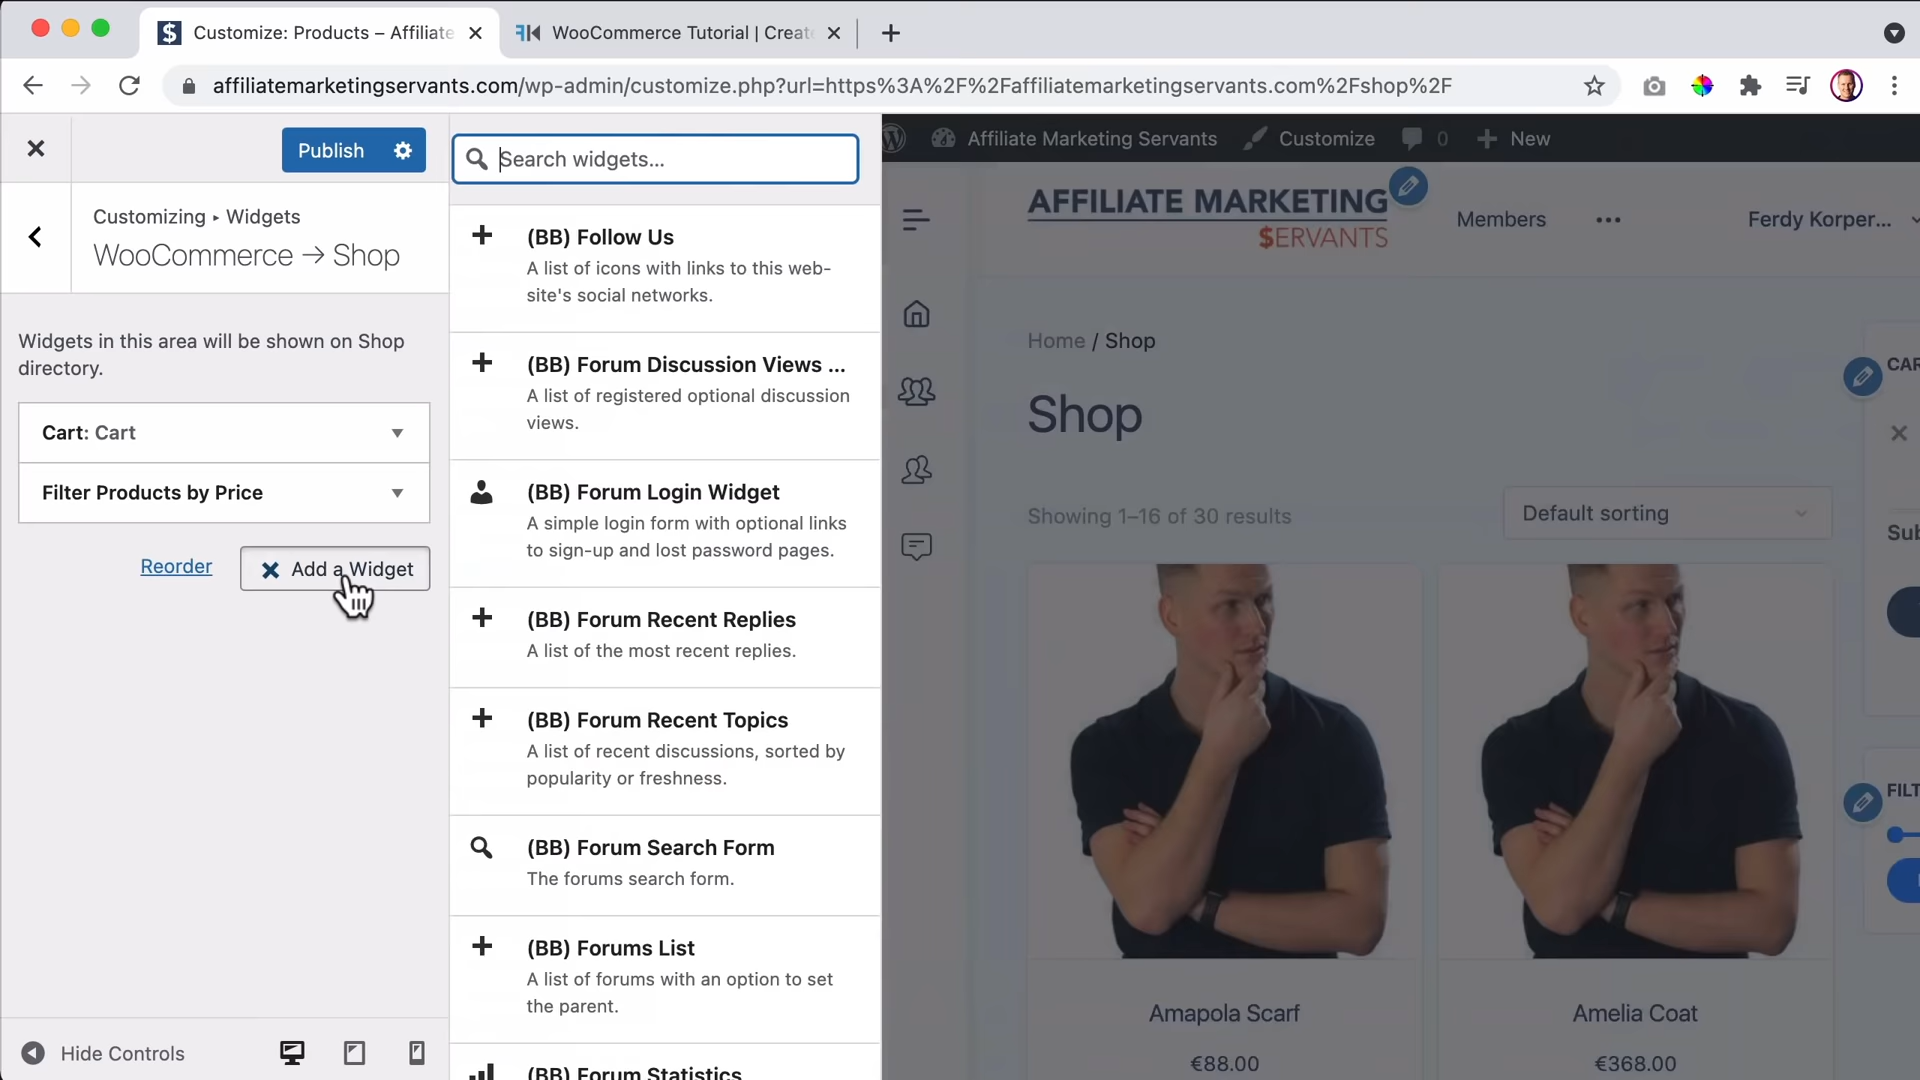 Customize: Products – Affiliate
WooCommerce Tutorial | Create
affiliatemarketingservants.com/wp-admin/customize.php?url=https%3A%2F%2Faffiliatemarketingservants.com%2Fshop%2F
Publish
Customizing ▸ Widgets
WooCommerce → Shop
Widgets in this area will be shown on Shop
directory.
Cart: Cart
Filter Products by Price
Reorder
Add a Widget
Hide Controls
Search widgets...
(BB) Follow Us
A list of icons with links to this web-
site's social networks.
(BB) Forum Discussion Views ...
A list of registered optional discussion
views.
(BB) Forum Login Widget
A simple login form with optional links
to sign-up and lost password pages.
(BB) Forum Recent Replies
A list of the most recent replies.
(BB) Forum Recent Topics
A list of recent discussions, sorted by
popularity or freshness.
(BB) Forum Search Form
The forums search form.
(BB) Forums List
A list of forums with an option to set
the parent.
(BB) Forum Statistics
Affiliate Marketing Servants
Customize
0
New
AFFILIATE MARKETING
$ERVANTS
Members
Ferdy Korper...
Home / Shop
Shop
Showing 1–16 of 30 results
Default sorting
CAR
Sub
FILT
Amapola Scarf
€88.00
Amelia Coat
€368.00